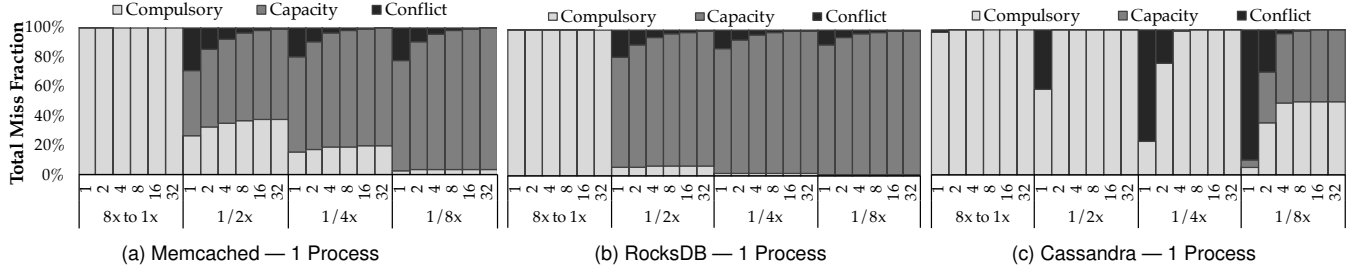 Compulsory Capacity Conflict
Total Miss Fraction
100%
80%
60%
40%
20%
0%
1 2 4 8 16 32 1 2 4 8 16 32 1 2 4 8 16 32 1 2 4 8 16 32
8x to 1x 1/2x 1/4x 1/8x
(a) Memcached — 1 Process
Compulsory Capacity Conflict
1 2 4 8 16 32 1 2 4 8 16 32 1 2 4 8 16 32 1 2 4 8 16 32
8x to 1x 1/2x 1/4x 1/8x
(b) RocksDB — 1 Process
Compulsory Capacity Conflict
1 2 4 8 16 32 1 2 4 8 16 32 1 2 4 8 16 32 1 2 4 8 16 32
8x to 1x 1/2x 1/4x 1/8x
(c) Cassandra — 1 Process